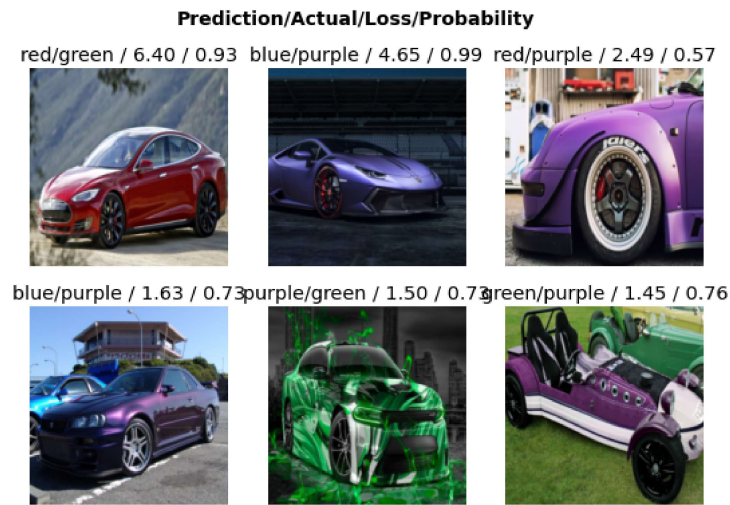 Prediction/Actual/Loss/Probability
red/green / 6.40 / 0.93
blue/purple / 4.65 / 0.99
red/purple / 2.49 / 0.57
blue/purple / 1.63 / 0.73
purple/green / 1.50 / 0.73
green/purple / 1.45 / 0.76